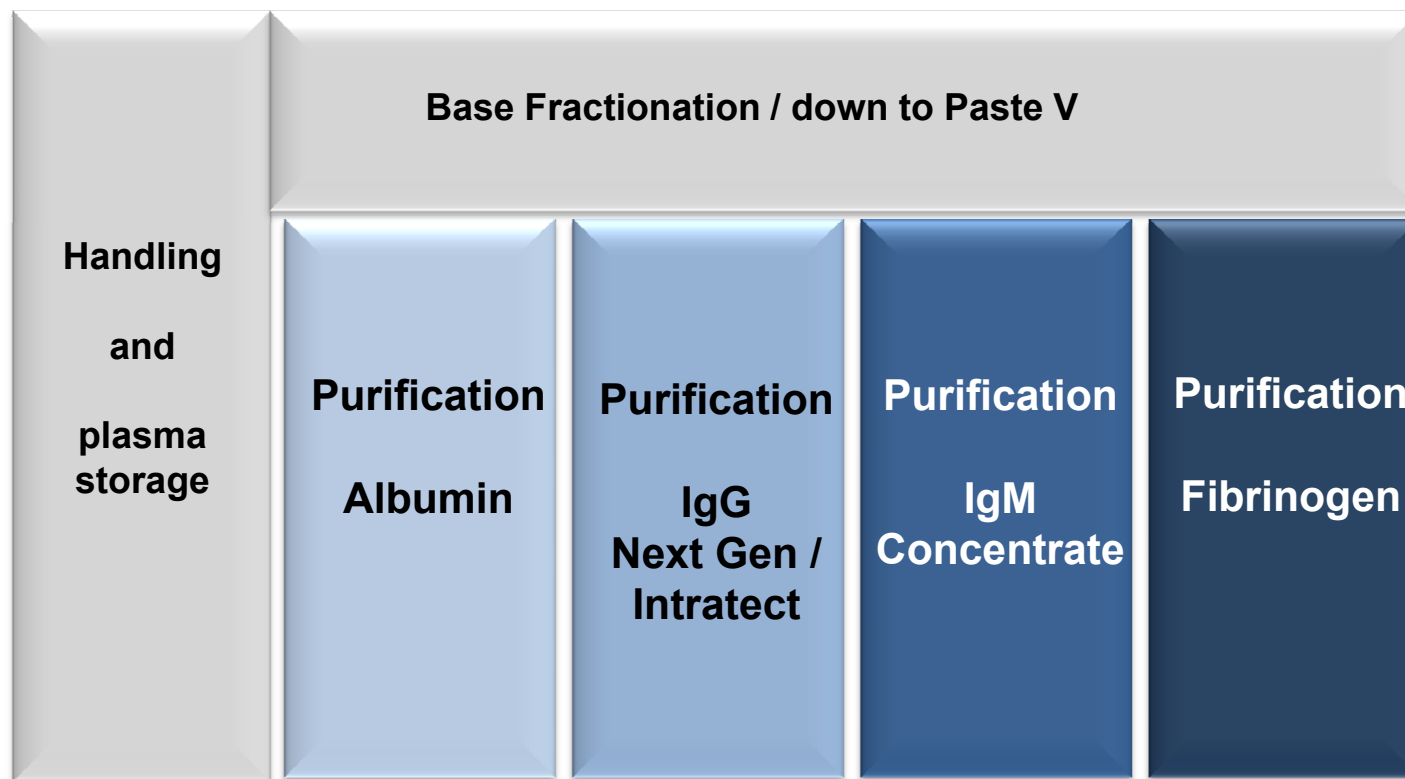 Base Fractionation / down to Paste V
Handling
and
plasma
storage
Purification
Albumin
Purification
IgG
Next Gen /
Intratect
Purification
IgM
Concentrate
Purification
Fibrinogen